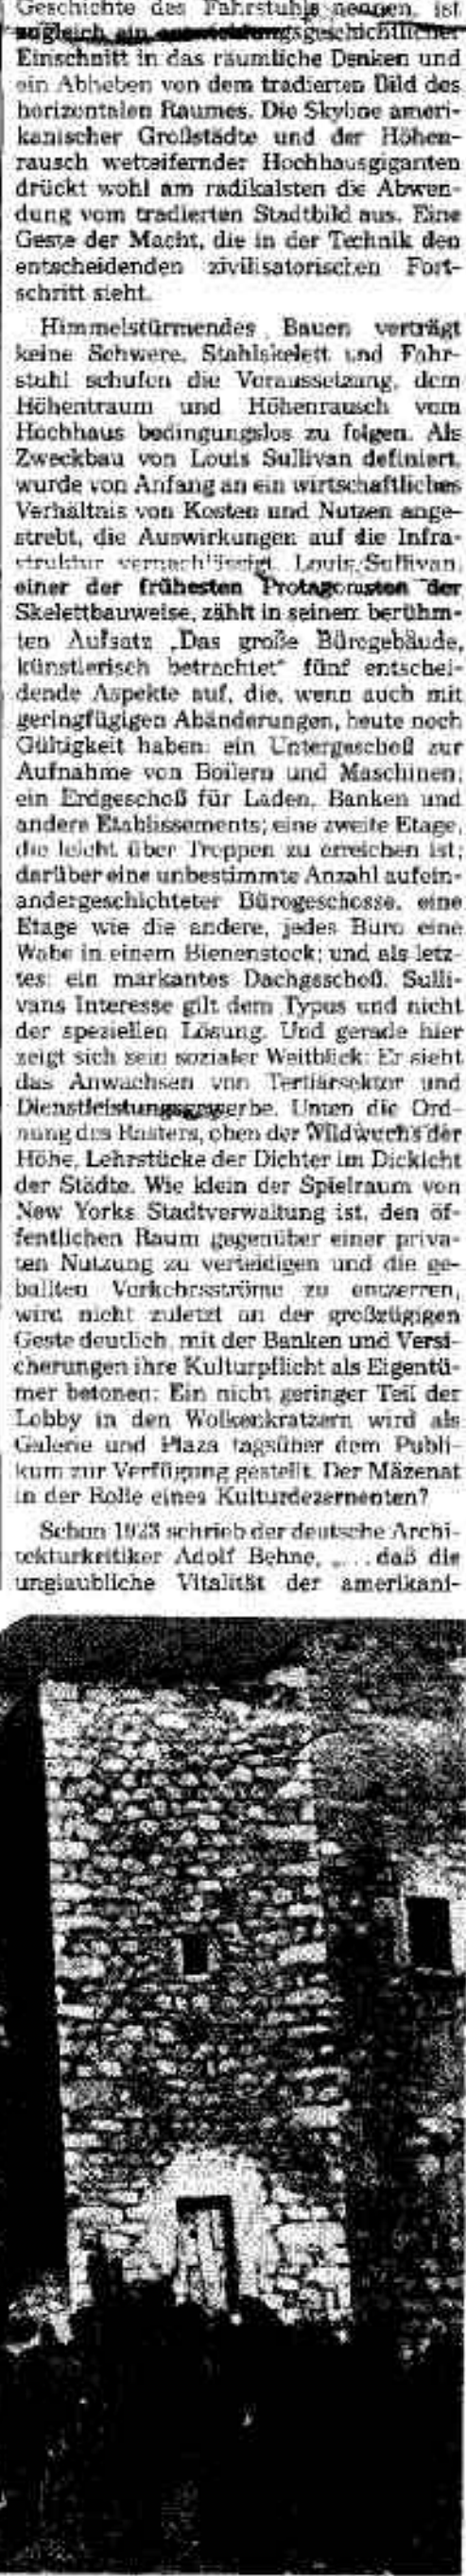 Geschichte des Fahrstuhls nennen, ist
zugleich ein entwicklungsgeschichtlicher
Einschnitt in das räumliche Denken und
ein Abheben von dem tradierten Bild des
horizontalen Raumes. Die Skyline ameri-
kanischer Großstädte und der Höhen-
rausch wetteifernder Hochhausgiganten
drückt wohl am radikalsten die Abwen-
dung vom tradierten Stadtbild aus. Eine
Geste der Macht, die in der Technik den
entscheidenden zivilisatorischen Fort-
schritt sieht.
Himmelstürmendes Bauen verträgt
keine Schwere. Stahlskelett und Fahr-
stuhl schufen die Voraussetzung, dem
Höhentraum und Höhenrausch vom
Hochhaus bedingungslos zu folgen. Als
Zweckbau von Louis Sullivan definiert,
wurde von Anfang an ein wirtschaftliches
Verhältnis von Kosten und Nutzen ange-
strebt, die Auswirkungen auf die Infra-
struktur vernachlässigt. Louis Sullivan,
einer der frühesten Protagonisten der
Skelettbauweise, zählt in seinem berühm-
ten Aufsatz „Das große Bürogebäude,
künstlerisch betrachtet“ fünf entschei-
dende Aspekte auf, die, wenn auch mit
geringfügigen Abänderungen, heute noch
Gültigkeit haben: ein Untergeschoß zur
Aufnahme von Boilern und Maschinen;
ein Erdgeschoß für Läden, Banken und
andere Etablissements; eine zweite Etage,
die leicht über Treppen zu erreichen ist;
darüber eine unbestimmte Anzahl aufein-
andergeschichteter Bürogeschosse, eine
Etage wie die andere, jedes Büro eine
Wabe in einem Bienenstock; und als letz-
tes: ein markantes Dachgeschoß. Sulli-
vans Interesse gilt dem Typus und nicht
der speziellen Lösung. Und gerade hier
zeigt sich sein sozialer Weitblick: Er sieht
das Anwachsen von Tertiärsektor und
Dienstleistungsgewerbe. Unten die Ord-
nung des Rasters, oben der Wildwuchs der
Höhe, Lehrstücke der Dichter im Dickicht
der Städte. Wie klein der Spielraum von
New Yorks Stadtverwaltung ist, den öf-
fentlichen Raum gegenüber einer priva-
ten Nutzung zu verteidigen und die ge-
ballten Verkehrsströme zu entzerren,
wird nicht zuletzt an der großzügigen
Geste deutlich, mit der Banken und Versi-
cherungen ihre Kulturpflicht als Eigentü-
mer betonen: Ein nicht geringer Teil der
Lobby in den Wolkenkratzern wird als
Galerie und Plaza tagsüber dem Publi-
kum zur Verfügung gestellt. Der Mäzenat
in der Rolle eines Kulturdezernenten?
Schon 1923 schrieb der deutsche Archi-
tekturkritiker Adolf Behne, „... daß die
unglaubliche Vitalität der amerikani-